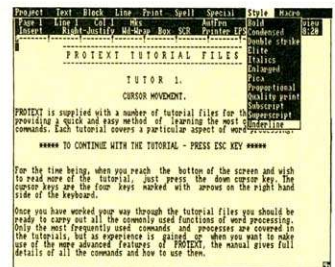 Project Text Block Line Print Spell Special Style Macro
Page 1 Line 1 Col 1 Mks AutFrm view
Insert Right-Justify Wd-Wrap Box SCR Printer EPS 8:20
Bold
Condensed
Double strike
Elite
Italics
Enlarged
Pica
Proportional
Quality print
Subscript
Superscript
Underline
PROTEXT TUTORIAL FILES
TUTOR 1.
CURSOR MOVEMENT.
PROTEXT is supplied with a number of tutorial files for th
providing a quick and easy method of learning the most
commands. Each tutorial covers a particular aspect of word processing.
***** TO CONTINUE WITH THE TUTORIAL - PRESS ESC KEY *****
For the time being, when you reach the bottom of the screen and wish
to read more of the tutorial, just press the down cursor key. The
cursor keys are the four keys marked with arrows on the right hand
side of the keyboard.
Once you have worked your way through the tutorial files you should be
ready to carry out all the commonly used functions of word processing.
Only the most frequently used commands and processes are covered in
the tutorials, but as experience is gained or when you want to make
use of the more advanced features of PROTEXT, the manual gives full
details of all the commands and how to use them.